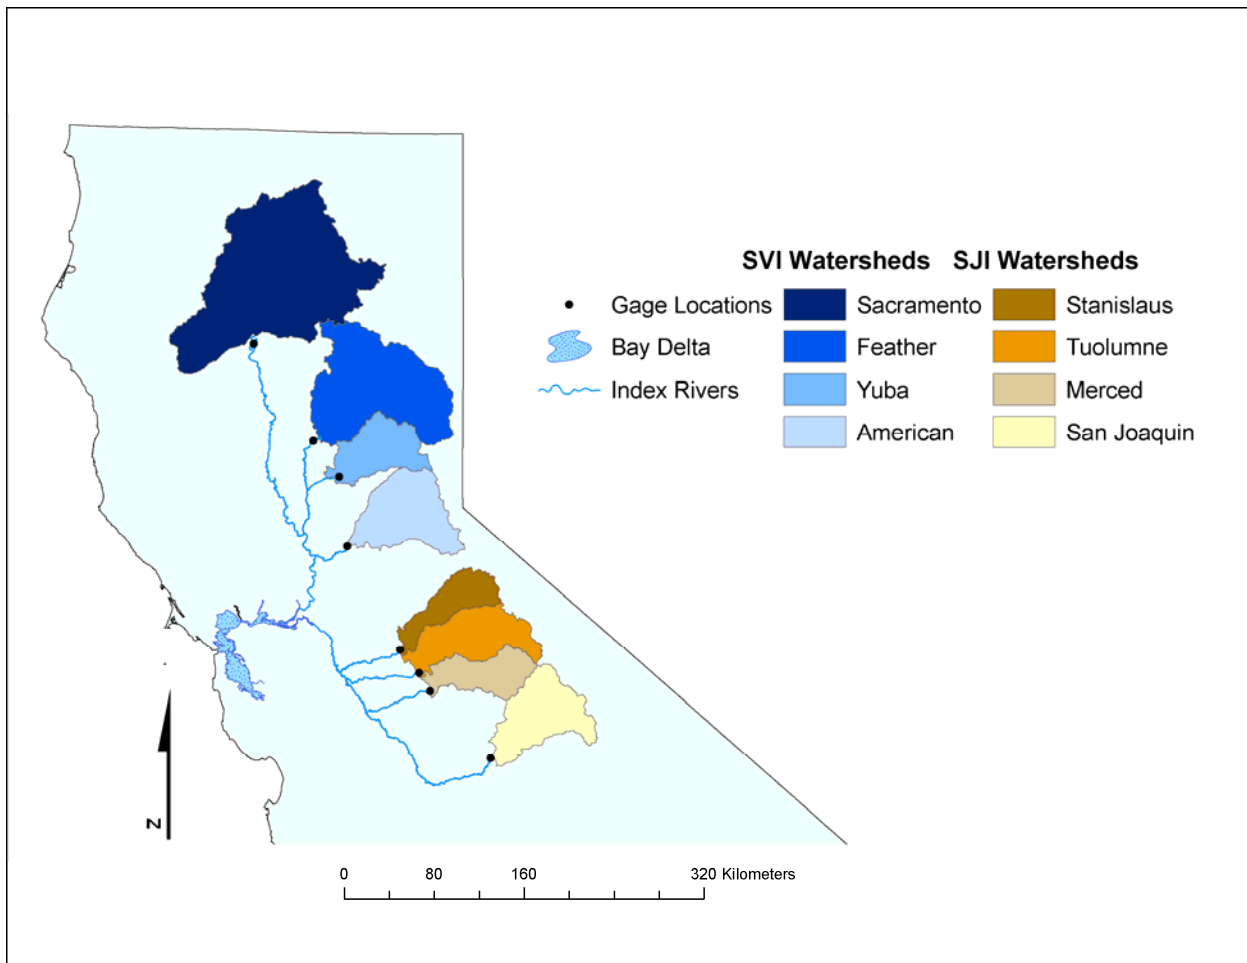 SVI Watersheds SJI Watersheds
Gage Locations Sacramento Stanislaus
Bay Delta Feather Tuolumne
Index Rivers Yuba Merced
American San Joaquin
N
0 80 160 320 Kilometers